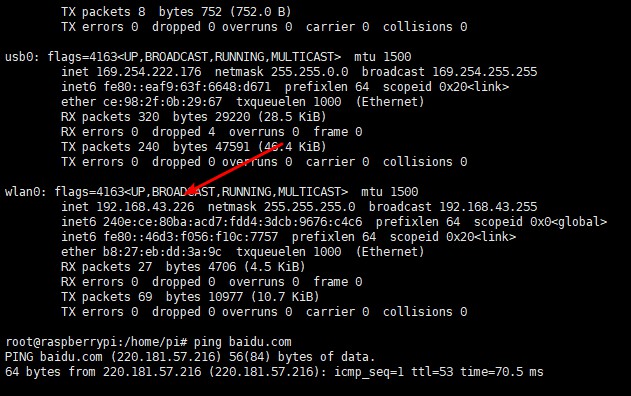 TX packets 8  bytes 752 (752.0 B)
TX errors 0  dropped 0 overruns 0  carrier 0  collisions 0
usb0: flags=4163<UP,BROADCAST,RUNNING,MULTICAST>  mtu 1500
inet 169.254.222.176  netmask 255.255.0.0  broadcast 169.254.255.255
inet6 fe80::eaf9:63f:6648:d671  prefixlen 64  scopeid 0x20<link>
ether ce:98:2f:0b:29:67  txqueuelen 1000  (Ethernet)
RX packets 320  bytes 29220 (28.5 KiB)
RX errors 0  dropped 4  overruns 0  frame 0
TX packets 240  bytes 47591 (46.4 KiB)
TX errors 0  dropped 0 overruns 0  carrier 0  collisions 0
wlan0: flags=4163<UP,BROADCAST,RUNNING,MULTICAST>  mtu 1500
inet 192.168.43.226  netmask 255.255.255.0  broadcast 192.168.43.255
inet6 240e:ce:80ba:acd7:fdd4:3dcb:9676:c4c6  prefixlen 64  scopeid 0x0<global>
inet6 fe80::46d3:f056:f10c:7757  prefixlen 64  scopeid 0x20<link>
ether b8:27:eb:dd:3a:9c  txqueuelen 1000  (Ethernet)
RX packets 27  bytes 4706 (4.5 KiB)
RX errors 0  dropped 0  overruns 0  frame 0
TX packets 69  bytes 10977 (10.7 KiB)
TX errors 0  dropped 0 overruns 0  carrier 0  collisions 0
root@raspberrypi:/home/pi# ping baidu.com
PING baidu.com (220.181.57.216) 56(84) bytes of data.
64 bytes from 220.181.57.216 (220.181.57.216): icmp_seq=1 ttl=53 time=70.5 ms